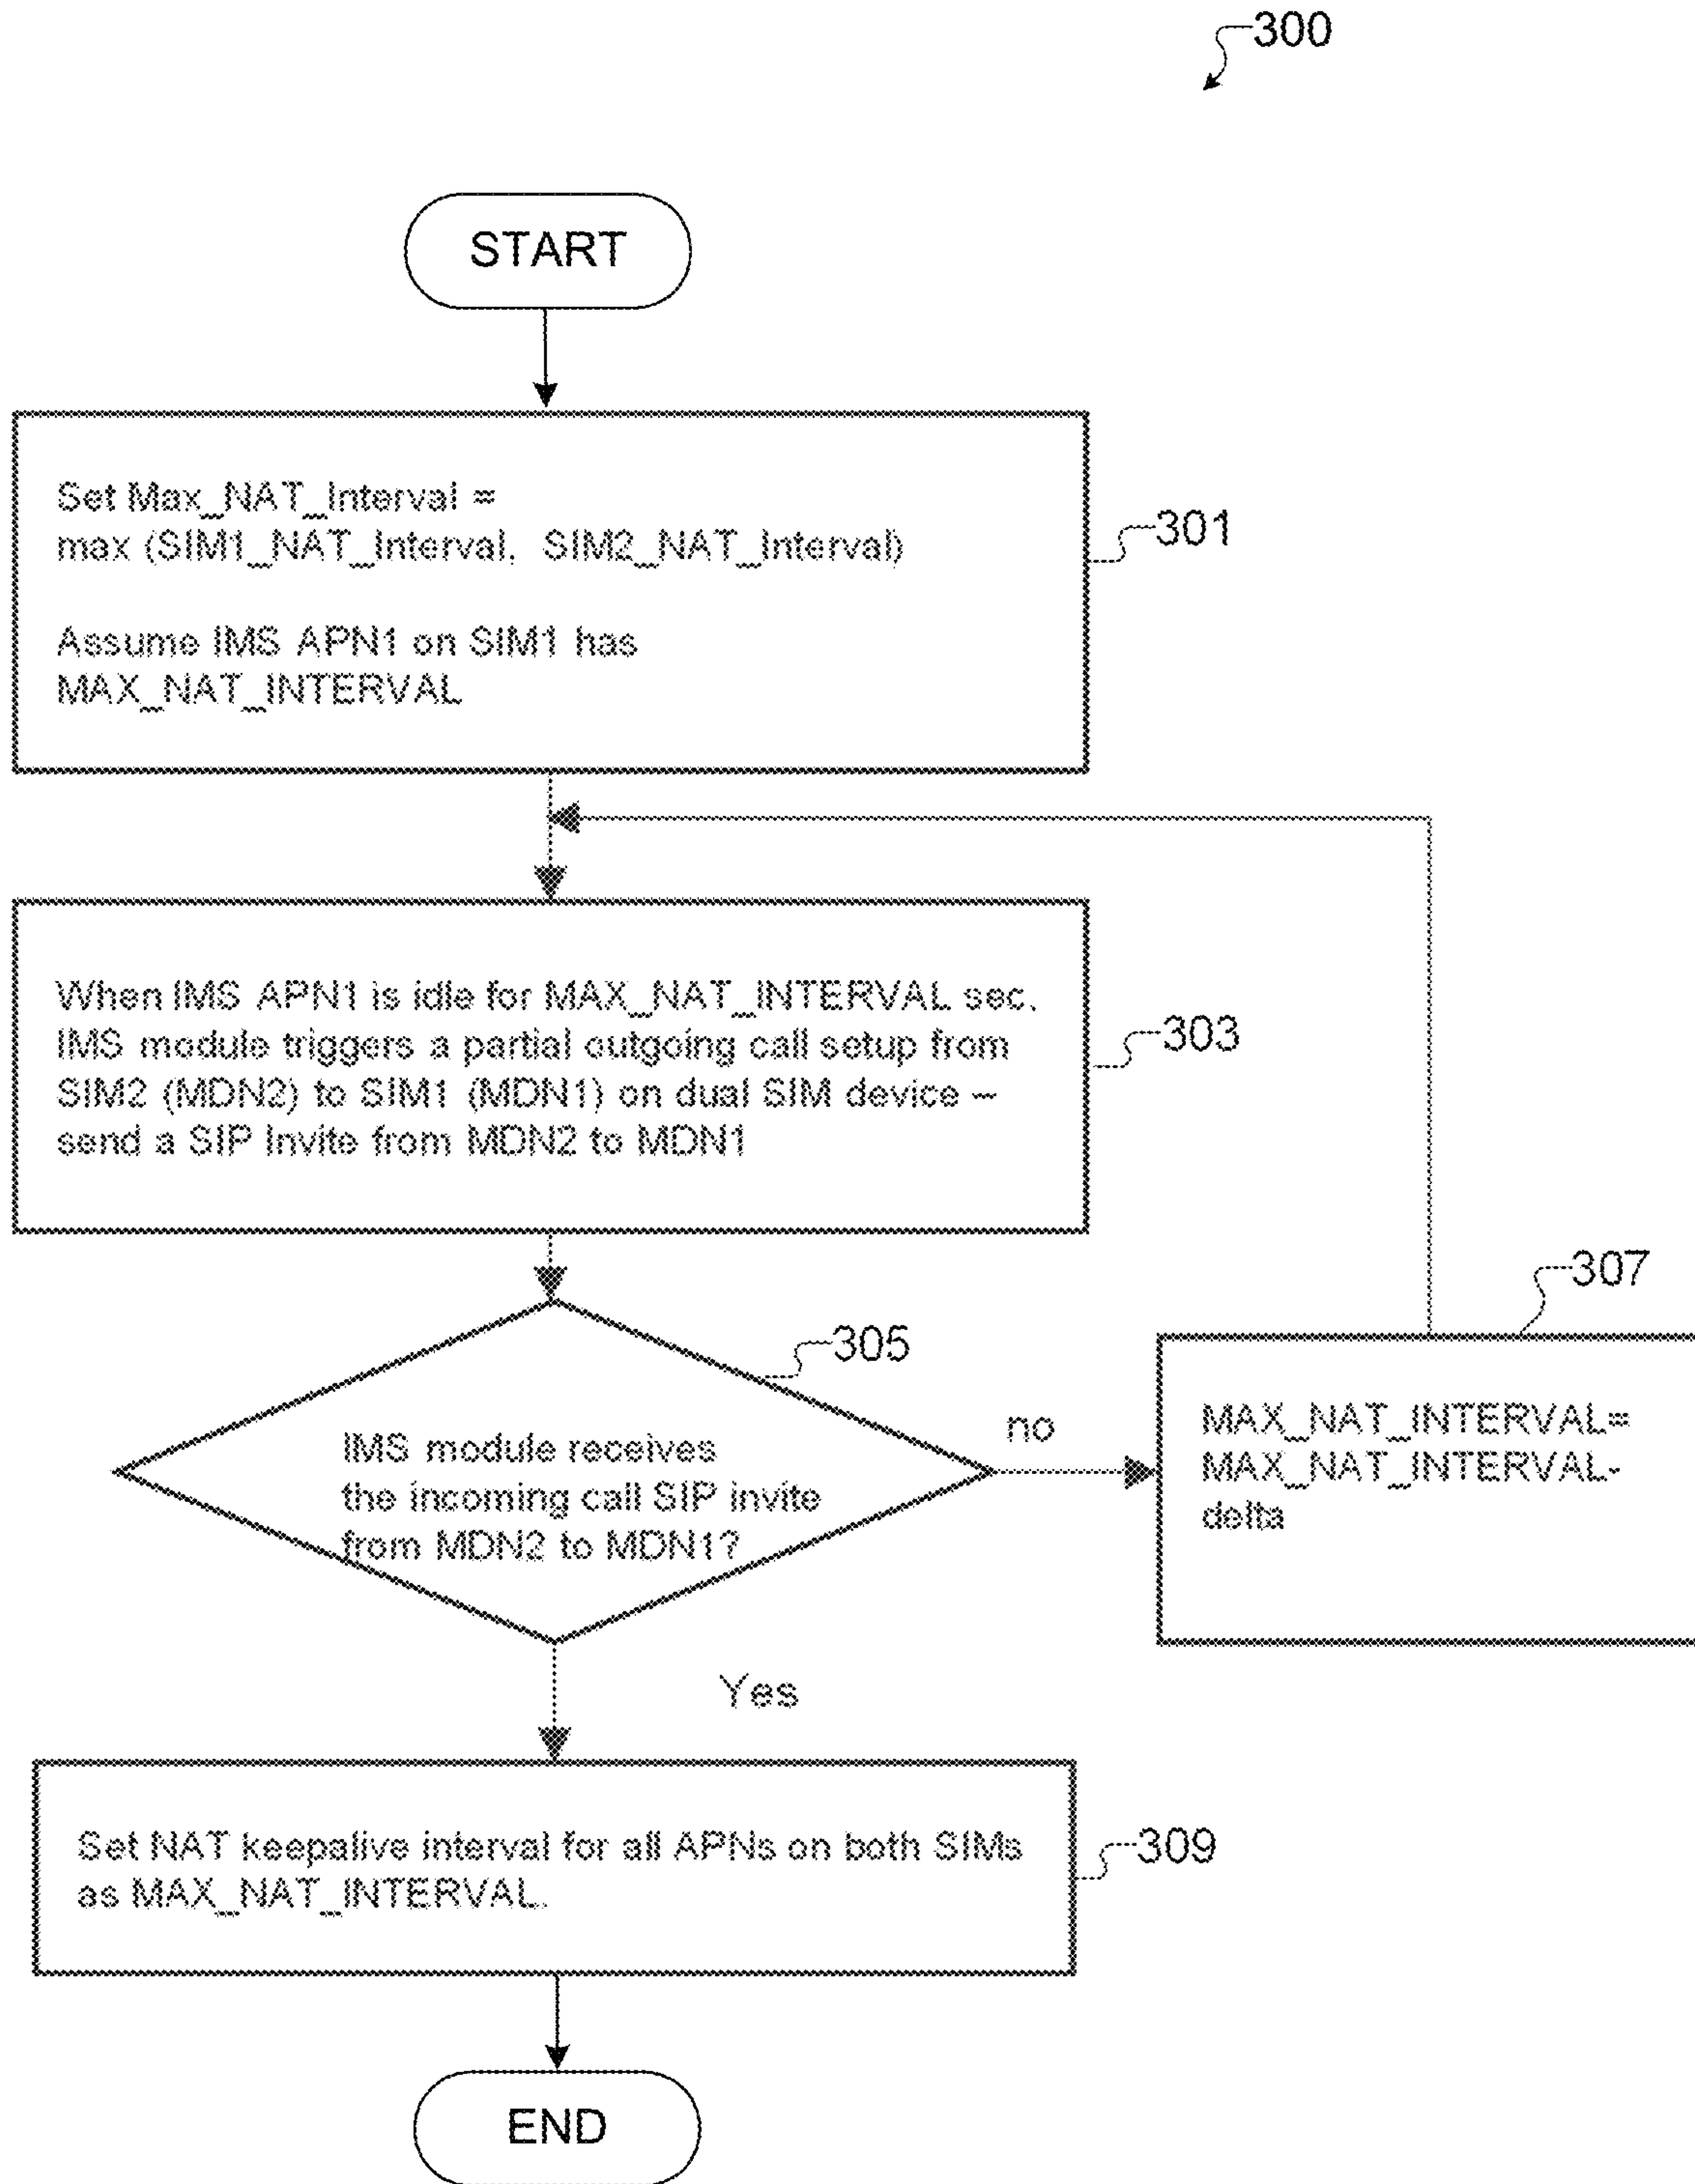 300
START
Set Max_NAT_Interval =
max (SIM1_NAT_Interval, SIM2_NAT_Interval)
Assume IMS APN1 on SIM1 has
MAX_NAT_INTERVAL
301
When IMS APN1 is idle for MAX_NAT_INTERVAL sec,
IMS module triggers a partial outgoing call setup from
SIM2 (MDN2) to SIM1 (MDN1) on dual SIM device –
send a SIP Invite from MDN2 to MDN1
303
305
IMS module receives
the incoming call SIP invite
from MDN2 to MDN1?
no
307
MAX_NAT_INTERVAL=
MAX_NAT_INTERVAL-
delta
Yes
Set NAT keepalive interval for all APNs on both SIMs
as MAX_NAT_INTERVAL.
309
END